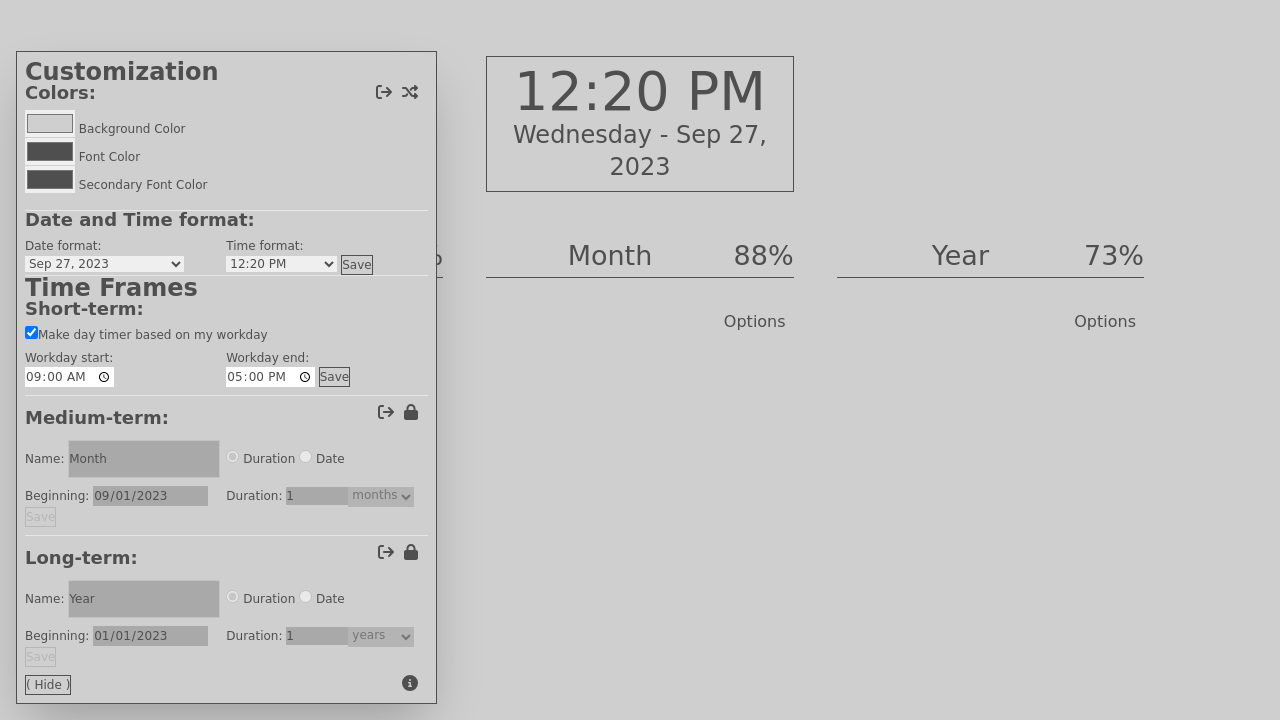 Customization
Colors:
Background Color
Font Color
Secondary Font Color
Date and Time format:
Date format:
Time format:
Sep 27, 2023
12:20 PM
Save
Time Frames
Short-term:
Make day timer based on my workday
Workday start:
Workday end:
09:00 AM
05:00 PM
Save
Medium-term:
Name: Month
Duration
Date
Beginning: 09/01/2023
Duration: 1 months
Save
Long-term:
Name: Year
Duration
Date
Beginning: 01/01/2023
Duration: 1 years
Save
( Hide )
12:20 PM
Wednesday - Sep 27,
2023
Month 88%
Options
Year 73%
Options